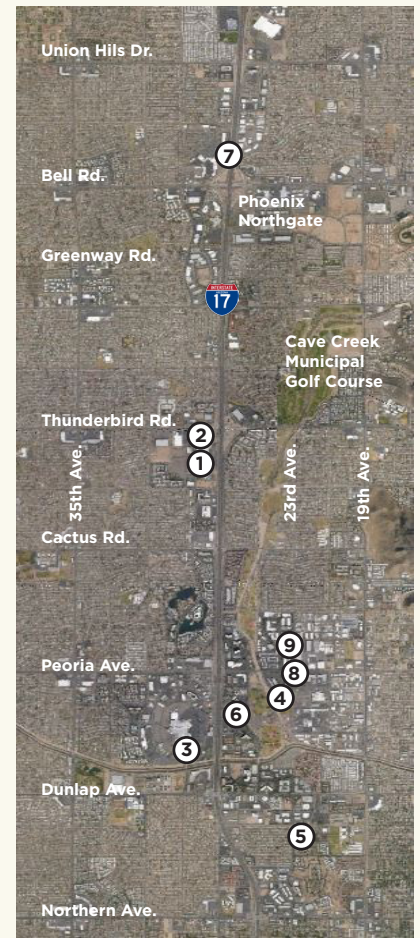 Union Hils Dr.
7
Bell Rd.
Phoenix
Northgate
Greenway Rd.
INTERSTATE
17
Cave Creek
Municipal
Golf Course
Thunderbird Rd.
2
1
35th Ave.
23rd Ave.
19th Ave.
Cactus Rd.
9
Peoria Ave.
8
4
6
3
Dunlap Ave.
5
Northern Ave.